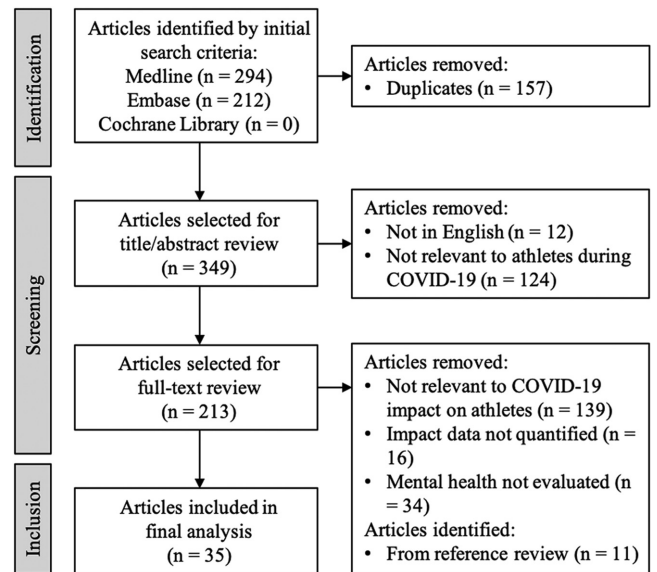 Identification
Articles identified by initial
search criteria:
Medline (n = 294)
Embase (n = 212)
Cochrane Library (n = 0)
Articles removed:
• Duplicates (n = 157)
Screening
Articles selected for
title/abstract review
(n = 349)
Articles removed:
• Not in English (n = 12)
• Not relevant to athletes during
COVID-19 (n = 124)
Articles selected for
full-text review
(n = 213)
Articles removed:
• Not relevant to COVID-19
impact on athletes (n = 139)
• Impact data not quantified (n =
16)
• Mental health not evaluated (n
= 34)
Articles identified:
• From reference review (n = 11)
Inclusion
Articles included in
final analysis
(n = 35)